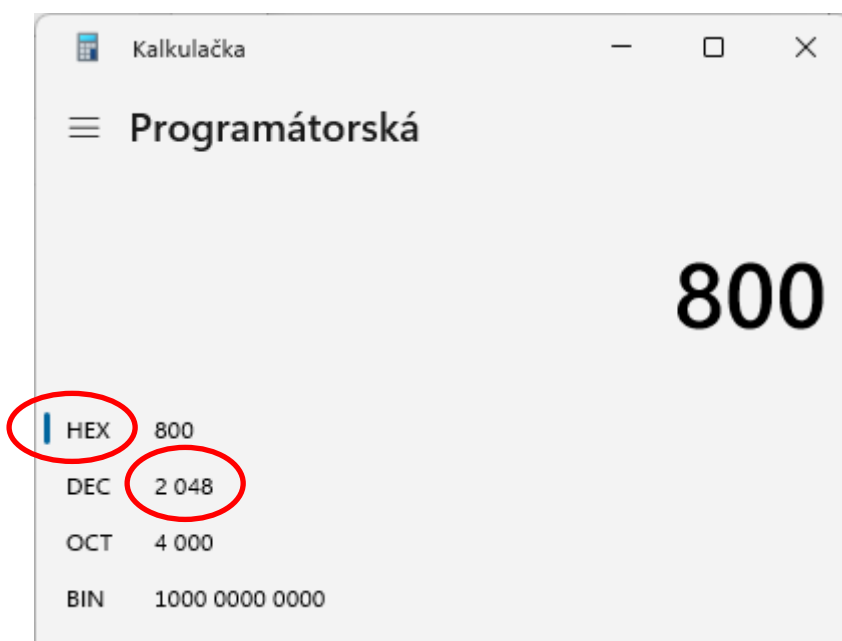 Kalkulačka
Programátorská
800
HEX 800
DEC 2 048
OCT 4 000
BIN 1000 0000 0000